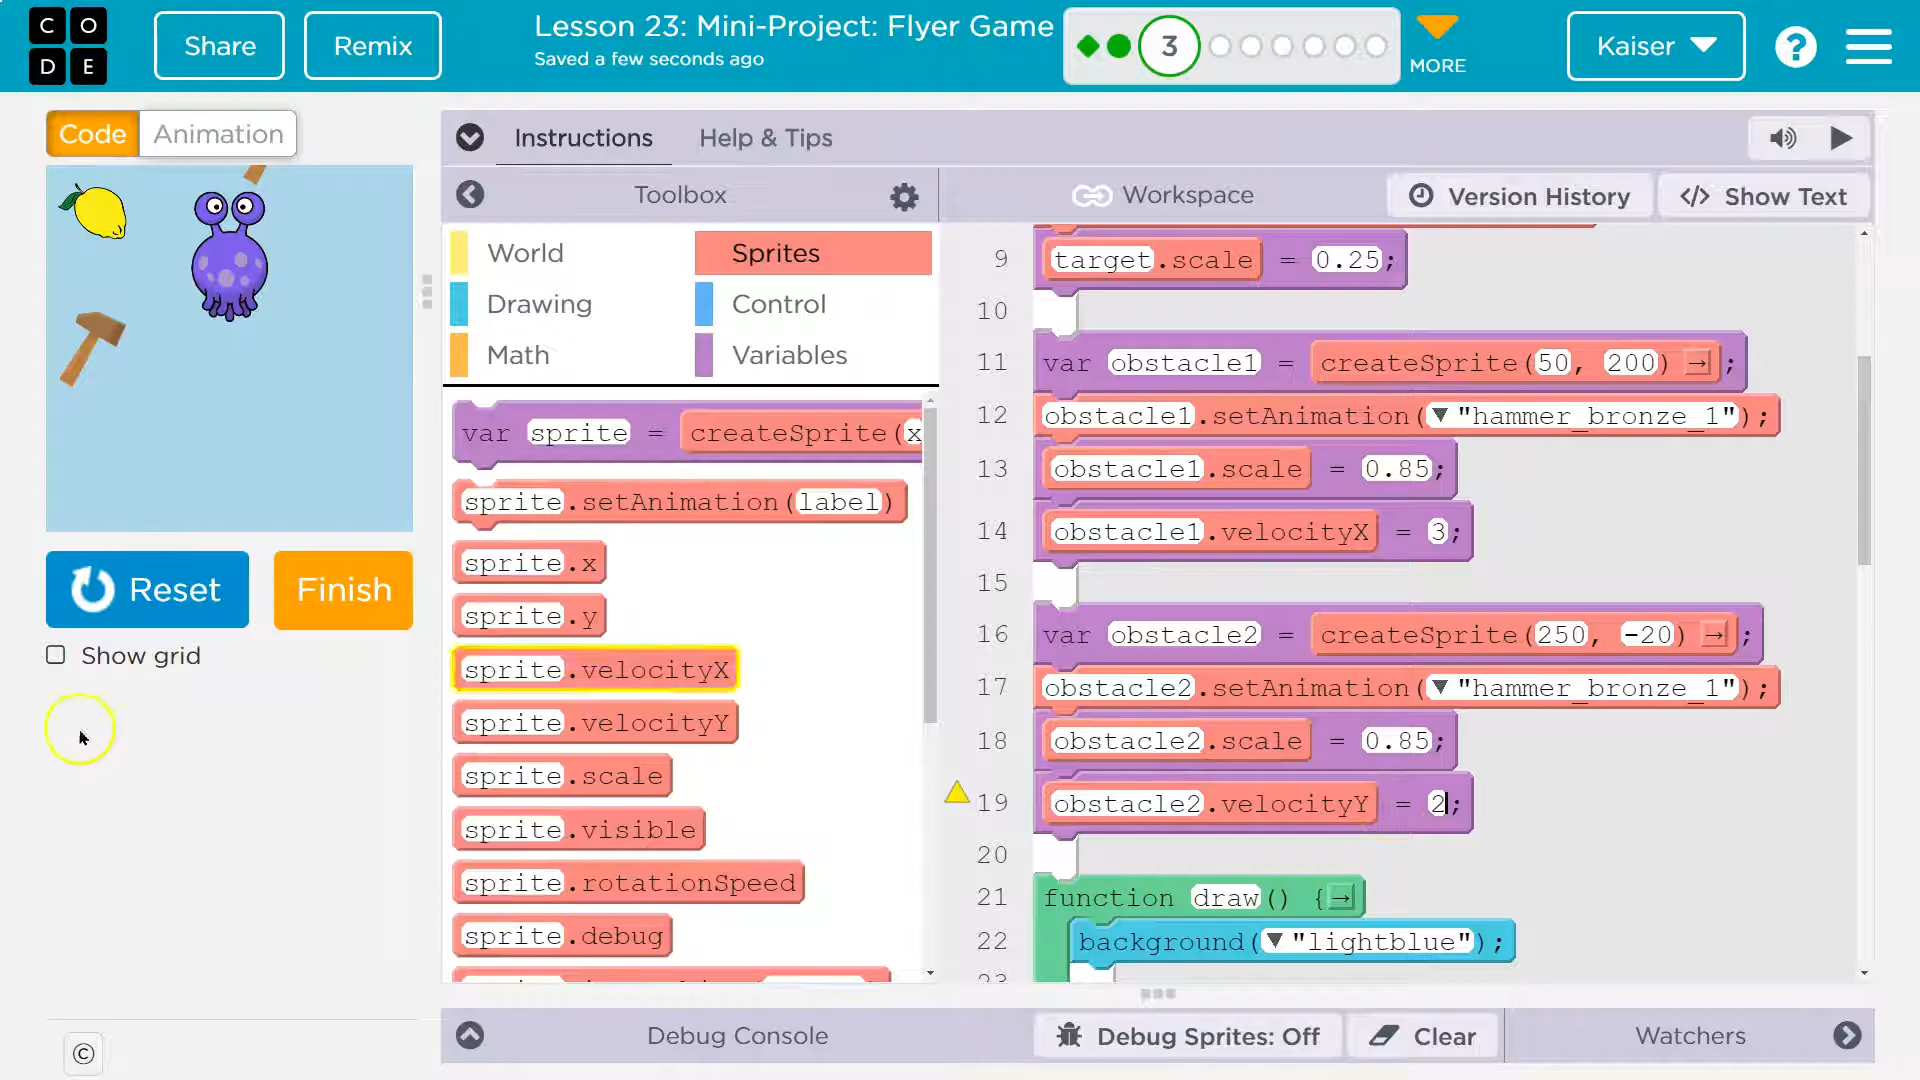 CODE
Share
Remix
Lesson 23: Mini-Project: Flyer Game
Saved a few seconds ago
3
MORE
Kaiser
?
Code
Animation
Instructions
Help & Tips
Toolbox
Workspace
Version History
</> Show Text
World
Sprites
Drawing
Control
Math
Variables
var sprite = createSprite(x
sprite.setAnimation(label)
sprite.x
sprite.y
sprite.velocityX
sprite.velocityY
sprite.scale
sprite.visible
sprite.rotationSpeed
sprite.debug
9 target.scale = 0.25;
10
11 var obstacle1 = createSprite(50, 200) → ;
12 obstacle1.setAnimation(▼ "hammer_bronze_1");
13 obstacle1.scale = 0.85;
14 obstacle1.velocityX = 3;
15
16 var obstacle2 = createSprite(250, -20) → ;
17 obstacle2.setAnimation(▼ "hammer_bronze_1");
18 obstacle2.scale = 0.85;
19 obstacle2.velocityY = 2;
20
21 function draw() { →
22 background(▼ "lightblue");
Reset
Finish
Show grid
©
Debug Console
Debug Sprites: Off
Clear
Watchers